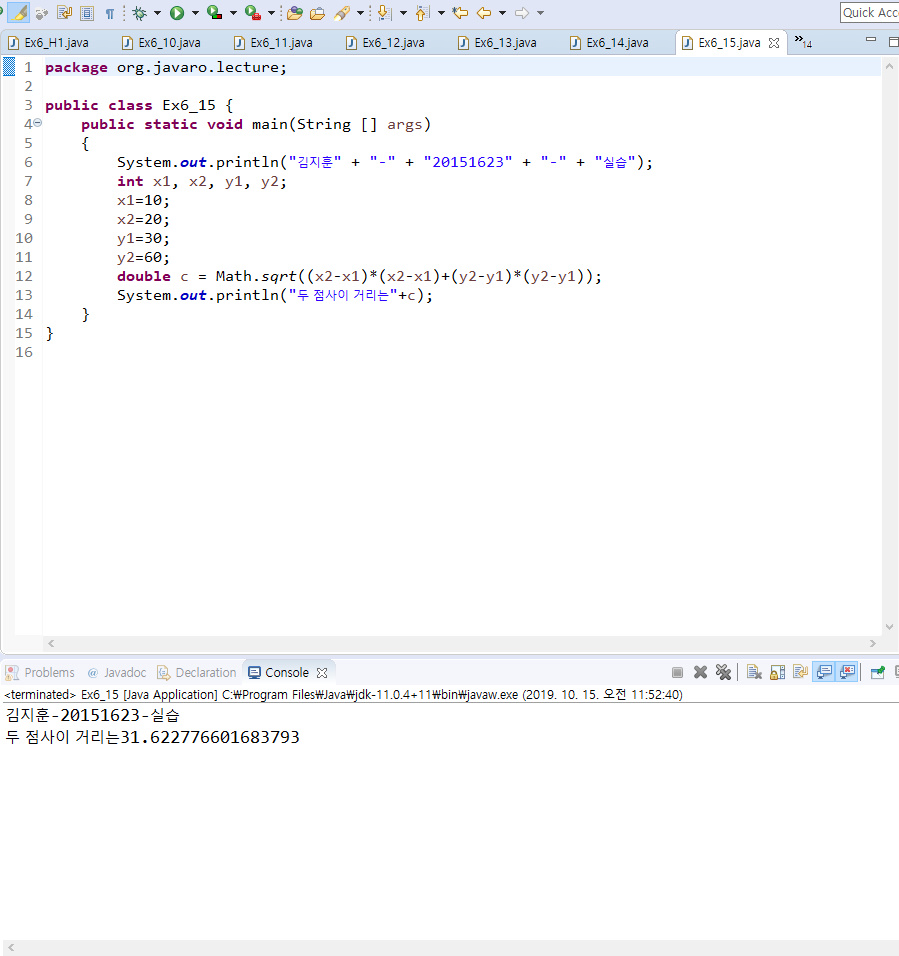 Quick Acc
Ex6_H1.java Ex6_10.java Ex6_11.java Ex6_12.java Ex6_13.java Ex6_14.java Ex6_15.java »14
1 package org.javaro.lecture;
2
3 public class Ex6_15 {
4 public static void main(String [] args)
5 {
6 System.out.println("김지훈" + "-" + "20151623" + "-" + "실습");
7 int x1, x2, y1, y2;
8 x1=10;
9 x2=20;
10 y1=30;
11 y2=60;
12 double c = Math.sqrt((x2-x1)*(x2-x1)+(y2-y1)*(y2-y1));
13 System.out.println("두 점사이 거리는"+c);
14 }
15 }
16
Problems @ Javadoc Declaration Console
<terminated> Ex6_15 [Java Application] C:₩Program Files₩Java₩jdk-11.0.4+11₩bin₩javaw.exe (2019. 10. 15. 오전 11:52:40)
김지훈-20151623-실습
두 점사이 거리는31.622776601683793